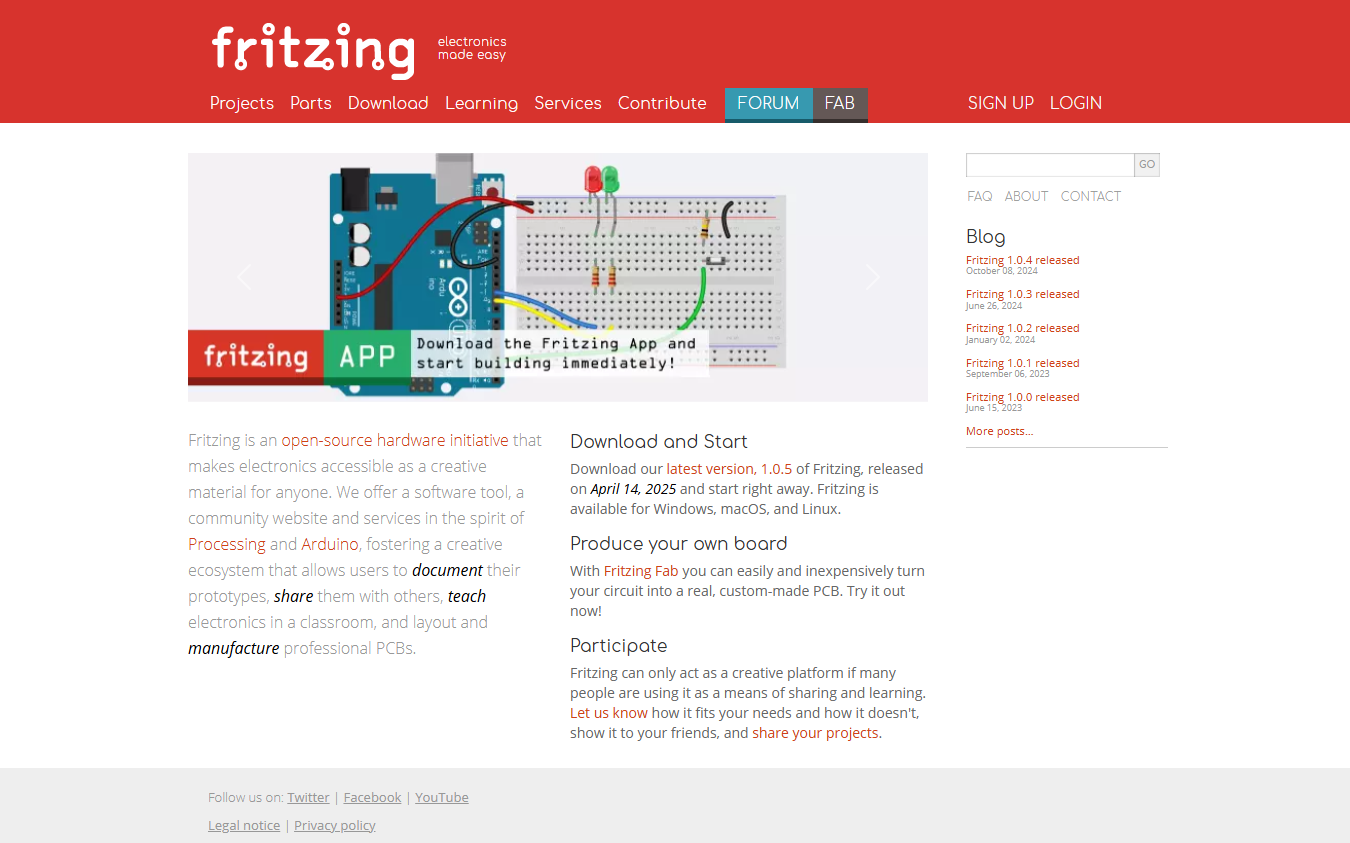 fritzing
electronics
made easy
Projects Parts Download Learning Services Contribute FORUM FAB SIGN UP LOGIN
GO
FAQ ABOUT CONTACT
fritzing APP
Download the Fritzing App and
start building immediately!
Blog
Fritzing 1.0.4 released
October 08, 2024
Fritzing 1.0.3 released
June 26, 2024
Fritzing 1.0.2 released
January 02, 2024
Fritzing 1.0.1 released
September 06, 2023
Fritzing 1.0.0 released
June 15, 2023
More posts...
Fritzing is an open-source hardware initiative that
makes electronics accessible as a creative
material for anyone. We offer a software tool, a
community website and services in the spirit of
Processing and Arduino, fostering a creative
ecosystem that allows users to document their
prototypes, share them with others, teach
electronics in a classroom, and layout and
manufacture professional PCBs.
Download and Start
Download our latest version, 1.0.5 of Fritzing, released
on April 14, 2025 and start right away. Fritzing is
available for Windows, macOS, and Linux.
Produce your own board
With Fritzing Fab you can easily and inexpensively turn
your circuit into a real, custom-made PCB. Try it out
now!
Participate
Fritzing can only act as a creative platform if many
people are using it as a means of sharing and learning.
Let us know how it fits your needs and how it doesn't,
show it to your friends, and share your projects.
Follow us on: Twitter | Facebook | YouTube
Legal notice | Privacy policy